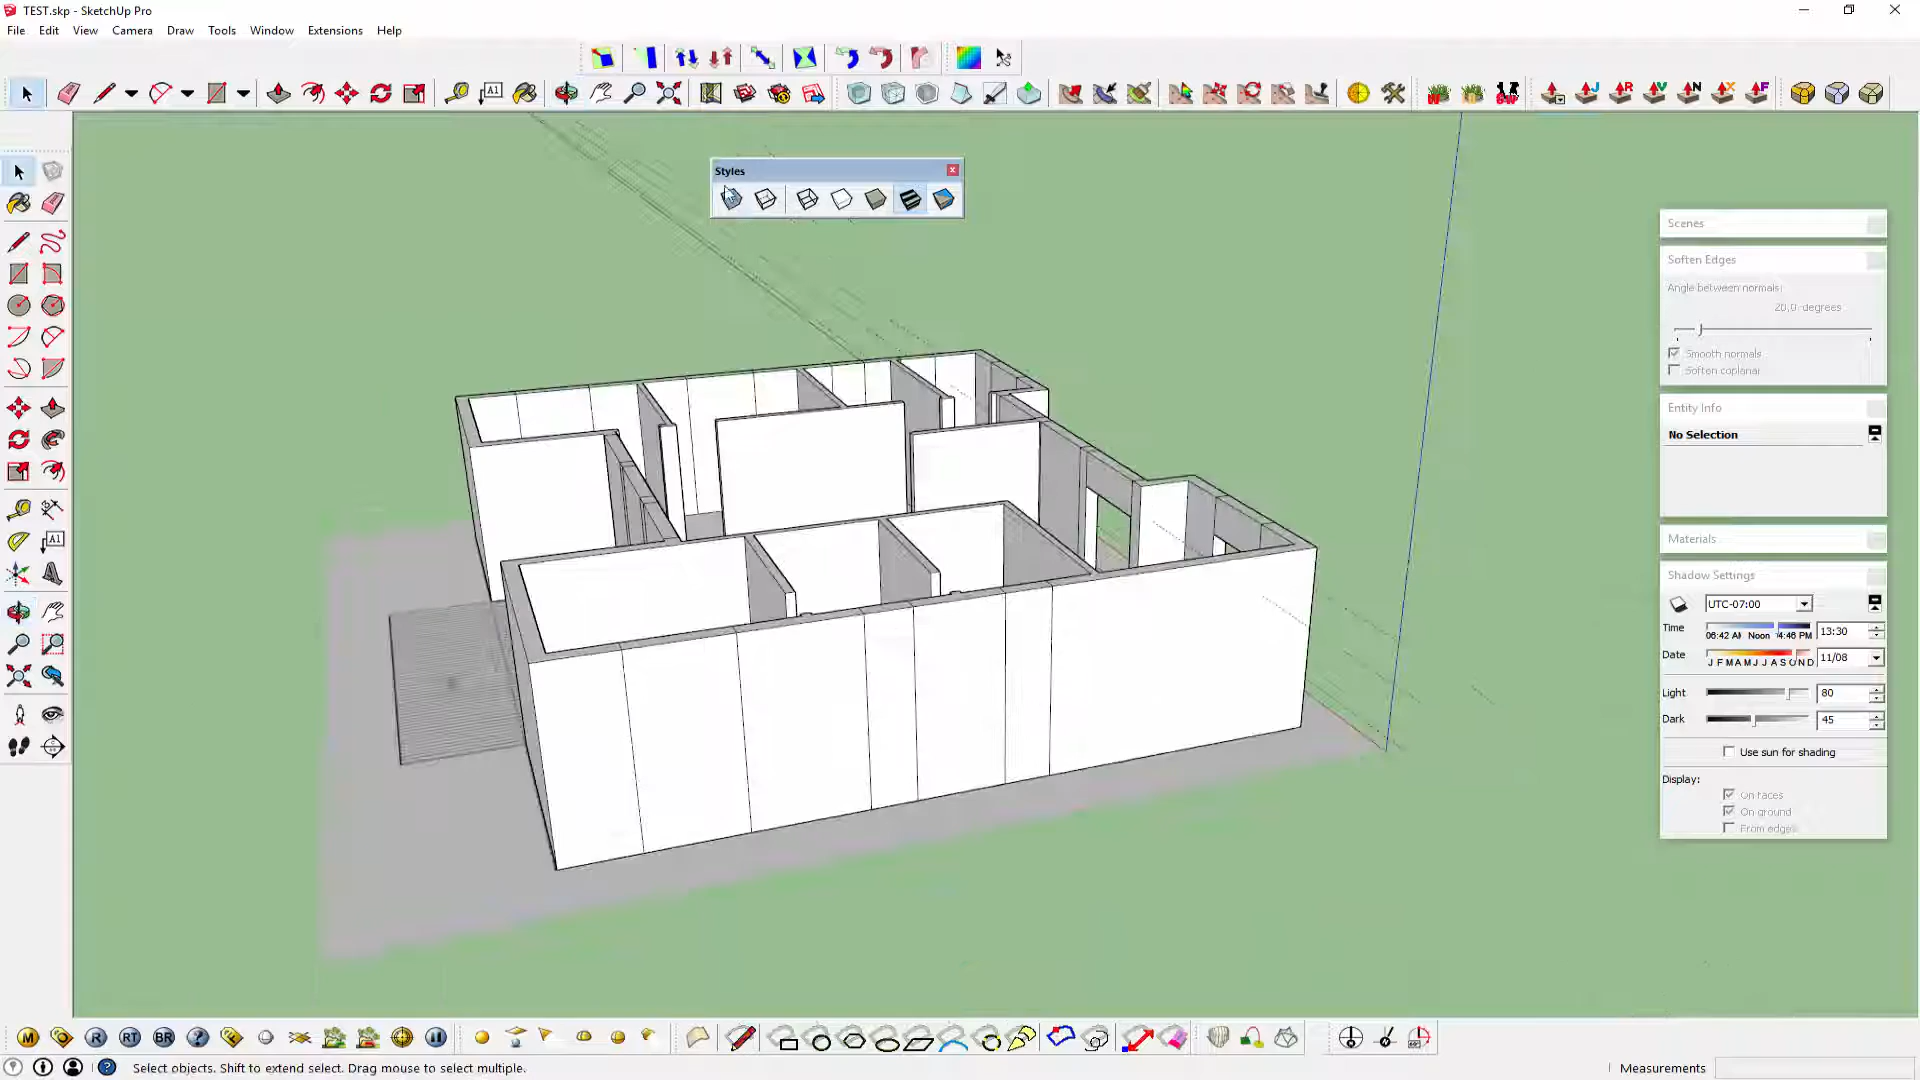 TEST.skp - SketchUp Pro
File Edit View Camera Draw Tools Window Extensions Help
A1
J R V N X F
Styles
Scenes
Soften Edges
Angle between normals:
20,0 degrees
Smooth normals
Soften coplanar
Entity Info
No Selection
Materials
Shadow Settings
UTC-07:00
Time
06:42 AM Noon 4:46 PM
13:30
Date
J F M A M J J A S O N D
11/08
Light
80
Dark
45
Use sun for shading
Display:
On faces
On ground
From edges
A1
M R RT BR
Select objects. Shift to extend select. Drag mouse to select multiple.
Measurements